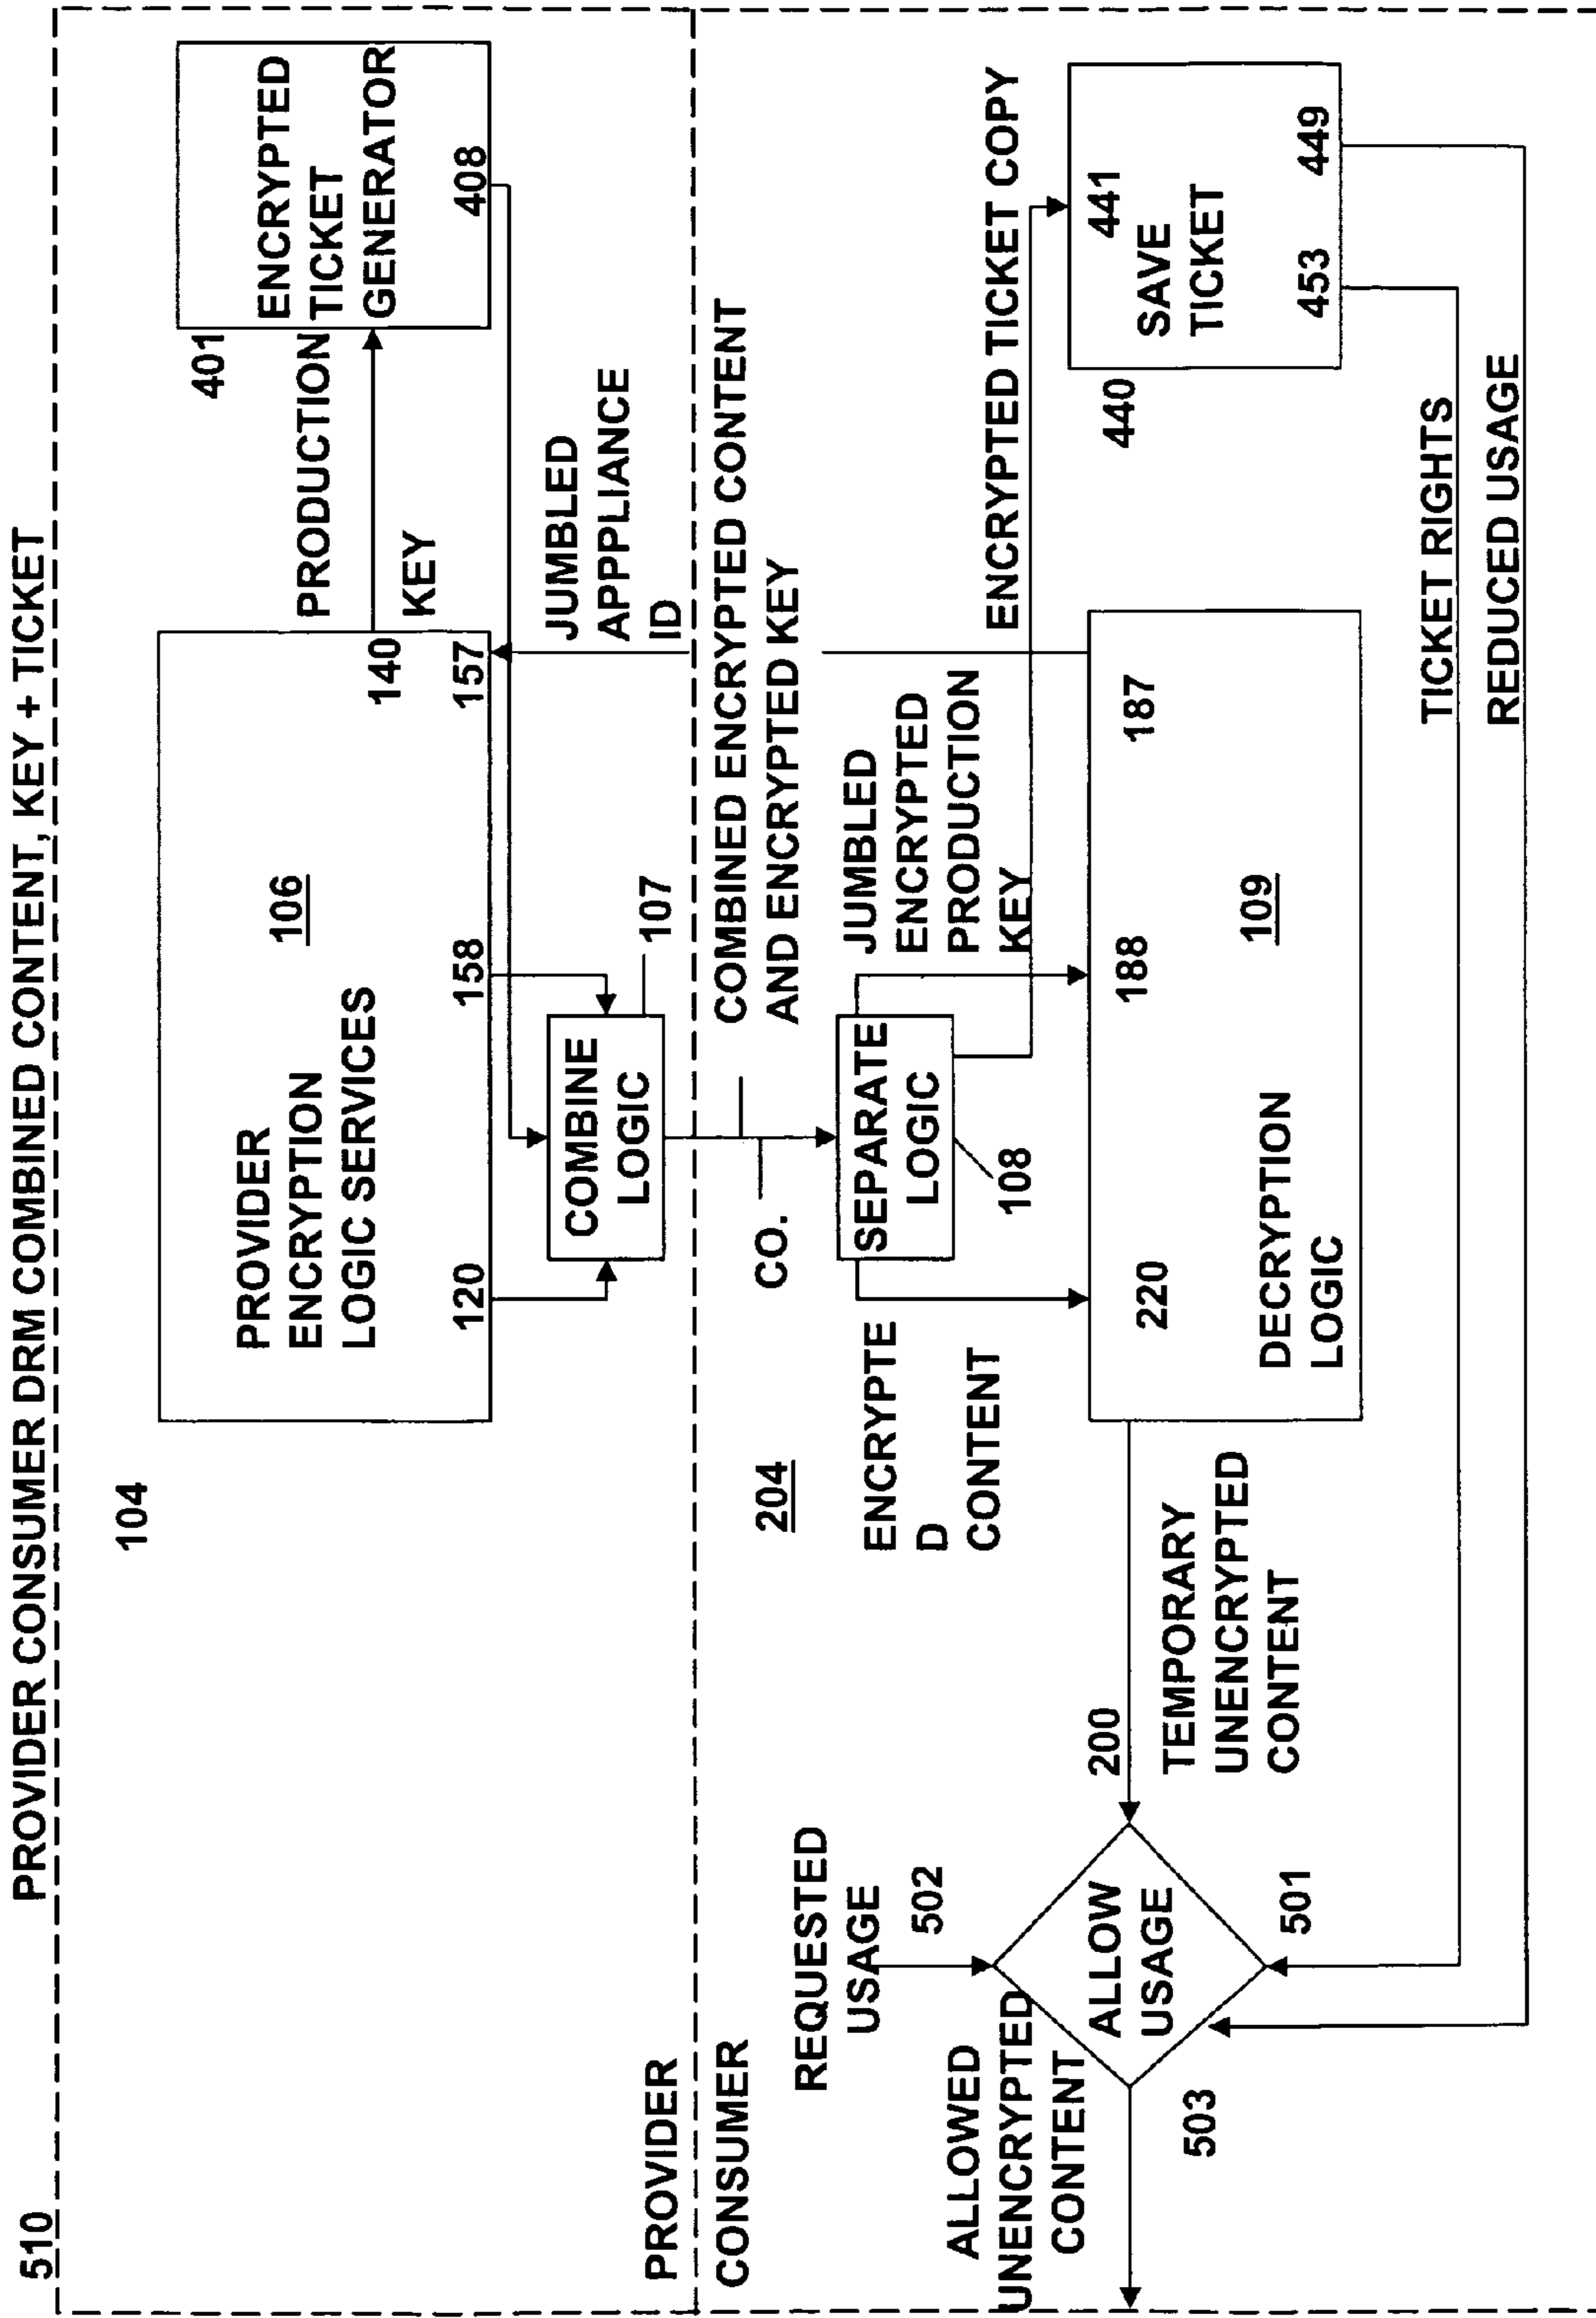 510
PROVIDER CONSUMER DRM COMBINED CONTENT, KEY + TICKET
104
PROVIDER
ENCRYPTION
LOGIC SERVICES
106
120
158
140
157
PRODUCTION
KEY
401
ENCRYPTED
TICKET
GENERATOR
408
JUMBLED
APPPLIANCE
ID
COMBINE
LOGIC
107
PROVIDER
CONSUMER
COMBINED ENCRYPTED CONTENT
AND ENCRYPTED KEY
CO.
204
SEPARATE
LOGIC
108
ENCRYPTE
D
CONTENT
JUMBLED
ENCRYPTED
PRODUCTION
KEY
ENCRYPTED TICKET COPY
440
441
SAVE
TICKET
453
449
220
188
187
109
DECRYPTION
LOGIC
REQUESTED
USAGE
502
200
TEMPORARY
UNENCRYPTED
CONTENT
ALLOW
USAGE
501
ALLOWED
UNENCRYPTED
CONTENT
503
TICKET RIGHTS
REDUCED USAGE